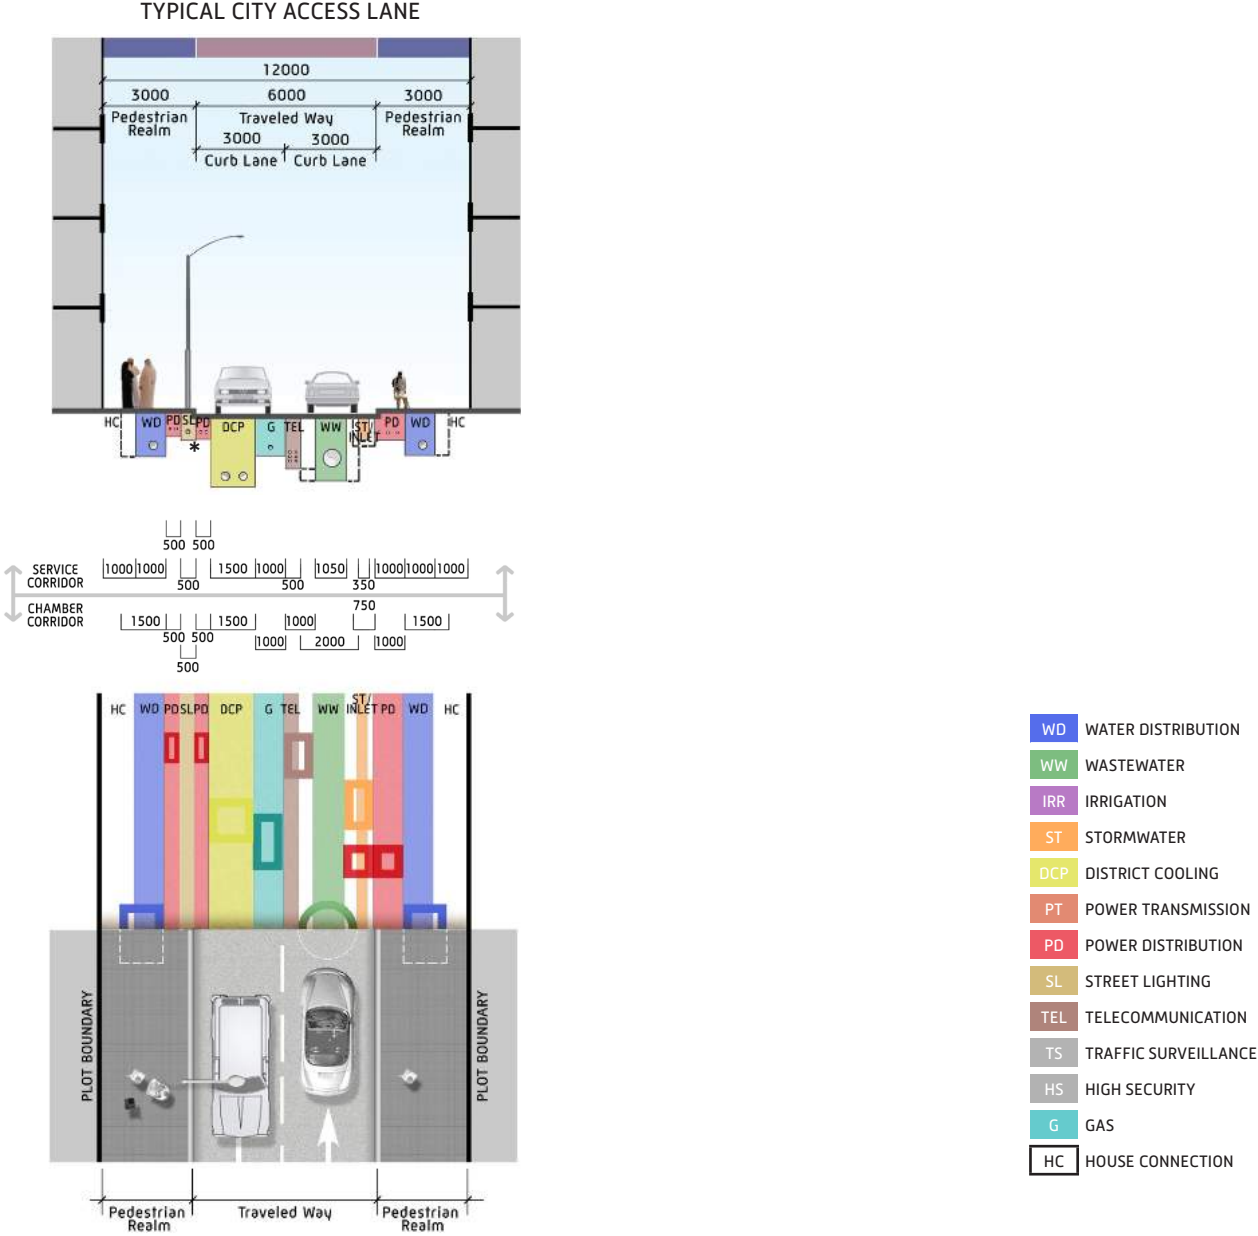 TYPICAL CITY ACCESS LANE
12000
3000 6000 3000
Pedestrian Realm Traveled Way Pedestrian Realm
3000 3000
Curb Lane Curb Lane
HC WD PD SL PD DCP G TEL WW ST/ INLET PD WD HC
*
500 500
SERVICE CORRIDOR 1000 1000 1500 1000 1050 1000 1000 1000
500 500 350
CHAMBER CORRIDOR 750
1500 1500 1000 1500
500 500 1000 2000 1000
500
HC WD PD SL PD DCP G TEL WW ST/ INLET PD WD HC
PLOT BOUNDARY
PLOT BOUNDARY
Pedestrian Realm Traveled Way Pedestrian Realm
WD WATER DISTRIBUTION
WW WASTEWATER
IRR IRRIGATION
ST STORMWATER
DCP DISTRICT COOLING
PT POWER TRANSMISSION
PD POWER DISTRIBUTION
SL STREET LIGHTING
TEL TELECOMMUNICATION
TS TRAFFIC SURVEILLANCE
HS HIGH SECURITY
G GAS
HC HOUSE CONNECTION